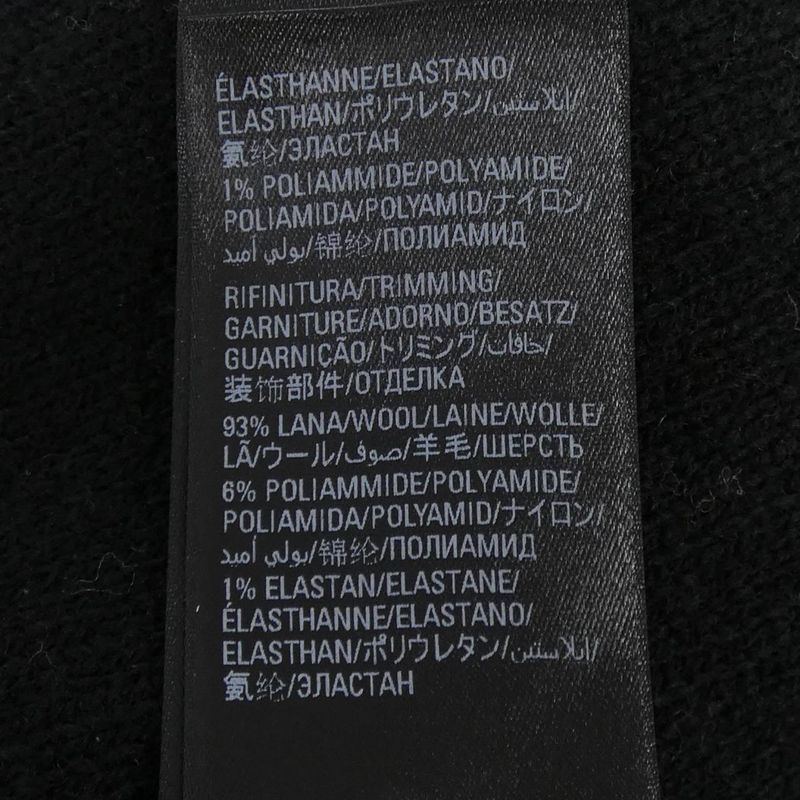 ÉLASTHANNE/ELASTANO/
ELASTHAN/ポリウレタン/إيلاستين/
氨纶/ЭЛАСТАН
1% POLIAMMIDE/POLYAMIDE/
POLIAMIDA/POLYAMID/ナイロン/
بولي أميد/锦纶/ПОЛИАМИД
RIFINITURA/TRIMMING/
GARNITURE/ADORNO/BESATZ/
GUARNIÇÃO/トリミング/حافات/
装饰部件/ОТДЕЛКА
93% LANA/WOOL/LAINE/WOLLE/
LÃ/ウール/صوف/羊毛/ШЕРСТЬ
6% POLIAMMIDE/POLYAMIDE/
POLIAMIDA/POLYAMID/ナイロン/
بولي أميد/锦纶/ПОЛИАМИД
1% ELASTAN/ELASTANE/
ÉLASTHANNE/ELASTANO/
ELASTHAN/ポリウレタン/إيلاستين/
氨纶/ЭЛАСТАН